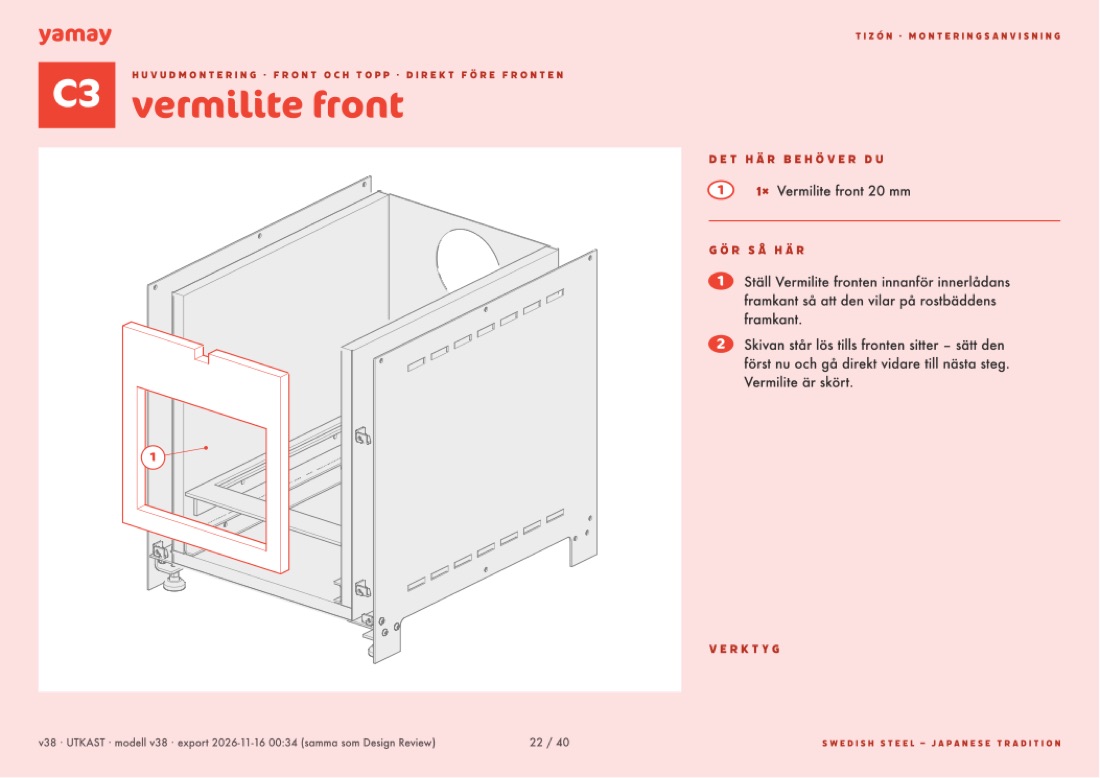 yamay
TIZÓN · MONTERINGSANVISNING
C3
HUVUDMONTERING · FRONT OCH TOPP · DIREKT FÖRE FRONTEN
vermilite front
DET HÄR BEHÖVER DU
1 1× Vermilite front 20 mm
GÖR SÅ HÄR
1 Ställ Vermilite fronten innanför innerlådans
framkant så att den vilar på rostbäddens
framkant.
2 Skivan står lös tills fronten sitter – sätt den
först nu och gå direkt vidare till nästa steg.
Vermilite är skört.
1
VERKTYG
v38 · UTKAST · modell v38 · export 2026-11-16 00:34 (samma som Design Review)
22 / 40
SWEDISH STEEL – JAPANESE TRADITION